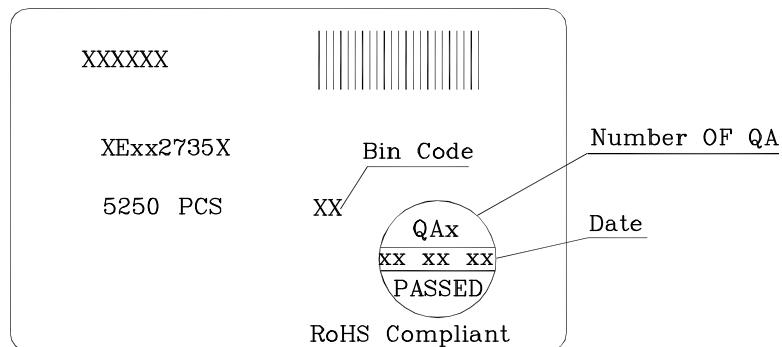 XXXXXX
XExx2735X
Bin Code
Number OF QA
5250 PCS
XX
QAx
Date
xx xx xx
PASSED
RoHS Compliant